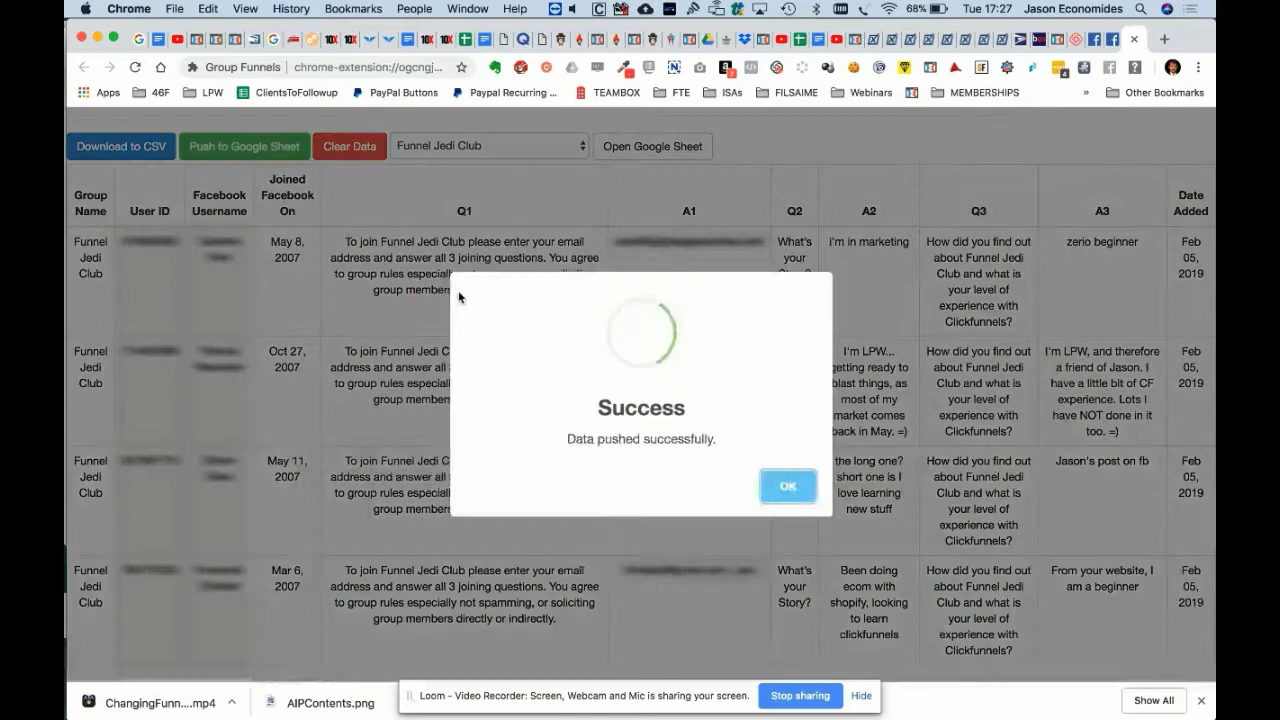 Chrome File Edit View History Bookmarks People Window Help 68% Tue 17:27 Jason Economides
Group Funnels chrome-extension://ogcngj...
Apps 46F LPW ClientsToFollowup PayPal Buttons Paypal Recurring ... TEAMBOX FTE ISAs FILSAIME Webinars MEMBERSHIPS » Other Bookmarks
Download to CSV Push to Google Sheet Clear Data Funnel Jedi Club Open Google Sheet
Group Name User ID Facebook Username Joined Facebook On Q1 A1 Q2 A2 Q3 A3 Date Added
Funnel Jedi Club
May 8, 2007
To join Funnel Jedi Club please enter your email
address and answer all 3 joining questions. You agree
to group rules especially
group members
What's your
i'm in marketing
How did you find out about Funnel Jedi Club and what is your level of experience with Clickfunnels?
zerio beginner
Feb 05, 2019
Funnel Jedi Club
Oct 27, 2007
To join Funnel Jedi C
address and answer all 3
to group rules especially
group members
I'm LPW...
getting ready to
blast things, as
most of my
market comes
back in May. =)
How did you find out about Funnel Jedi Club and what is your level of experience with Clickfunnels?
I'm LPW, and therefore
a friend of Jason. I
have a little bit of CF
experience. Lots I
have NOT done in it
too. =)
Feb 05, 2019
Funnel Jedi Club
May 11, 2007
To join Funnel Jedi C
address and answer all 3
to group rules especially
group members
the long one?
short one is I
love learning
new stuff
How did you find out about Funnel Jedi Club and what is your level of experience with Clickfunnels?
Jason's post on fb
Feb 05, 2019
Funnel Jedi Club
Mar 6, 2007
To join Funnel Jedi Club please enter your email
address and answer all 3 joining questions. You agree
to group rules especially not spamming, or soliciting
group members directly or indirectly.
What's your Story?
Been doing
ecom with
shopify, looking
to learn
clickfunnels
How did you find out about Funnel Jedi Club and what is your level of experience with Clickfunnels?
From your website, I
am a beginner
Feb 05, 2019
Success
Data pushed successfully.
OK
ChangingFunn....mp4 AIPContents.png Loom - Video Recorder: Screen, Webcam and Mic is sharing your screen. Stop sharing Hide Show All